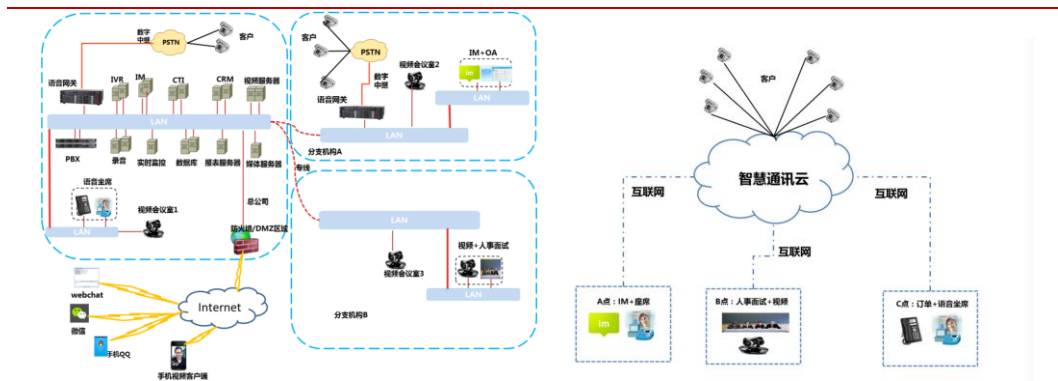 数字
中继
PSTN
客户
语音网关
IVR
IM
CTI
CRM
视频服务器
LAN
PBX
录音
实时监控
数据库
报表服务器
媒体服务器
语音坐席
视频会议室1
LAN
总公司
防火墙/DMZ区域
专线
webchat
微信
手机QQ
Internet
手机视频客户端
客户
PSTN
数字
中继
语音网关
视频会议室2
IM+OA
im
LAN
LAN
分支机构A
LAN
视频会议室3
视频+人事面试
LAN
分支机构B
客户
智慧通讯云
互联网
互联网
互联网
A点：IM+座席
im
B点：人事面试+视频
C点：订单+语音坐席